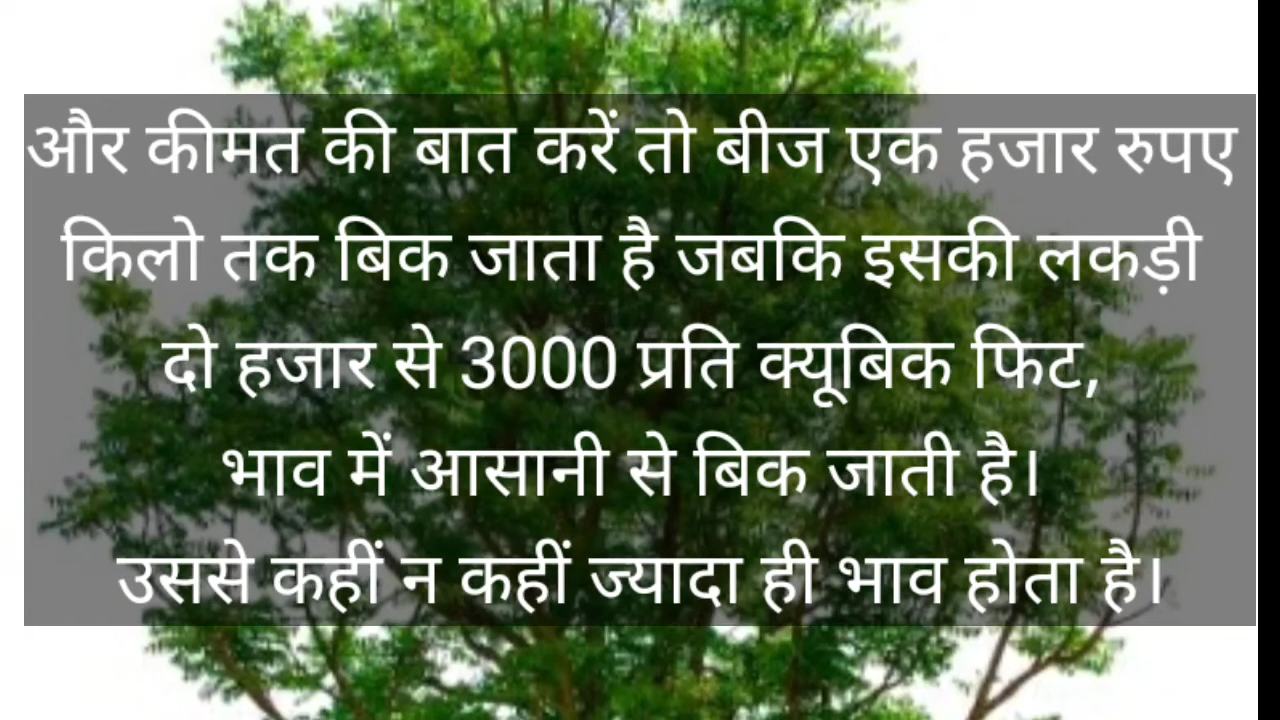 और कीमत की बात करें तो बीज एक हजार रुपए
किलो तक बिक जाता है जबकि इसकी लकड़ी
दो हजार से 3000 प्रति क्यूबिक फिट,
भाव में आसानी से बिक जाती है।
उससे कहीं न कहीं ज्यादा ही भाव होता है।